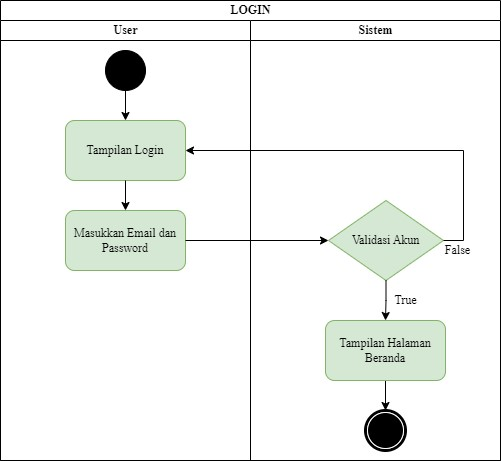 LOGIN
User
Sistem
Tampilan Login
Masukkan Email dan
Password
Validasi Akun
False
True
Tampilan Halaman
Beranda